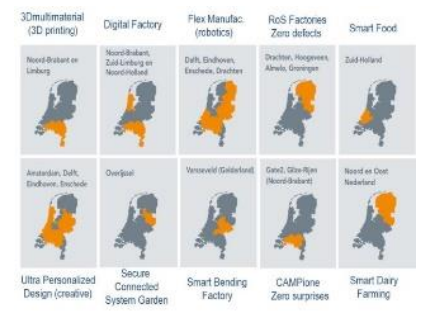 3Dmultimaterial
(3D printing)
Digital Factory
Flex Manufac.
(robotics)
RoS Factories
Zero defects
Smart Food
Noord-Brabant en
Limburg
Noord-Brabant,
Zuid-Limburg en
Noord-Holland
Delft, Eindhoven,
Enschede, Drachten
Drachten, Hoogeveen,
Almelo, Groningen
Zuid-Holland
Amsterdam, Delft,
Eindhoven, Enschede
Overijssel
Varsseveld (Gelderland)
Gate2, Gilze-Rijen
(Noord-Brabant)
Noord en Oost
Nederland
Ultra Personalized
Design (creative)
Secure
Connected
System Garden
Smart Bending
Factory
CAMPione
Zero surprises
Smart Dairy
Farming